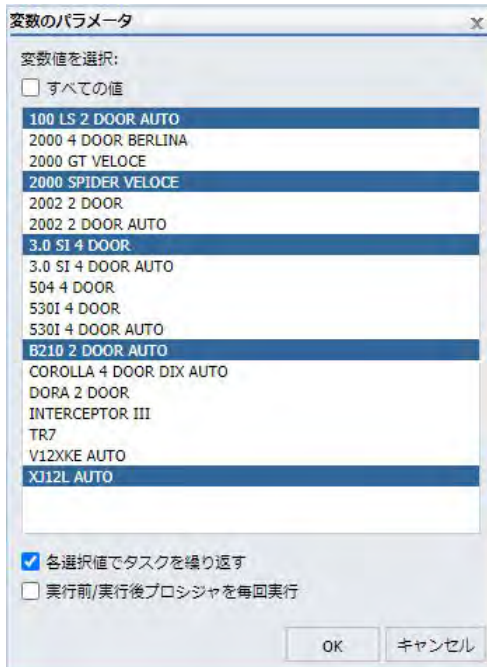 変数のパラメータ
x
変数値を選択:
すべての値
100 LS 2 DOOR AUTO
2000 4 DOOR BERLINA
2000 GT VELOCE
2000 SPIDER VELOCE
2002 2 DOOR
2002 2 DOOR AUTO
3.0 SI 4 DOOR
3.0 SI 4 DOOR AUTO
504 4 DOOR
530I 4 DOOR
530I 4 DOOR AUTO
B210 2 DOOR AUTO
COROLLA 4 DOOR DIX AUTO
DORA 2 DOOR
INTERCEPTOR III
TR7
V12XKE AUTO
XJ12L AUTO
各選択値でタスクを繰り返す
実行前/実行後プロシジャを毎回実行
OK キャンセル